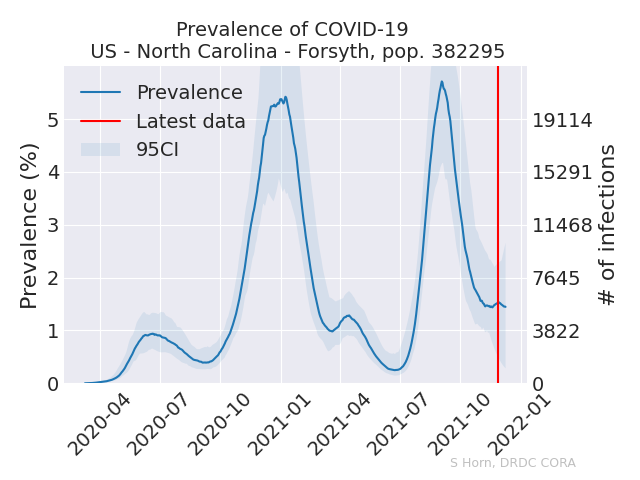 Prevalence of COVID-19
US - North Carolina - Forsyth, pop. 382295
Prevalence
Latest data
95CI
Prevalence (%)
5
4
3
2
1
0
19114
15291
11468
7645
3822
0
# of infections
2020-04
2020-07
2020-10
2021-01
2021-04
2021-07
2021-10
2022-01
S Horn, DRDC CORA